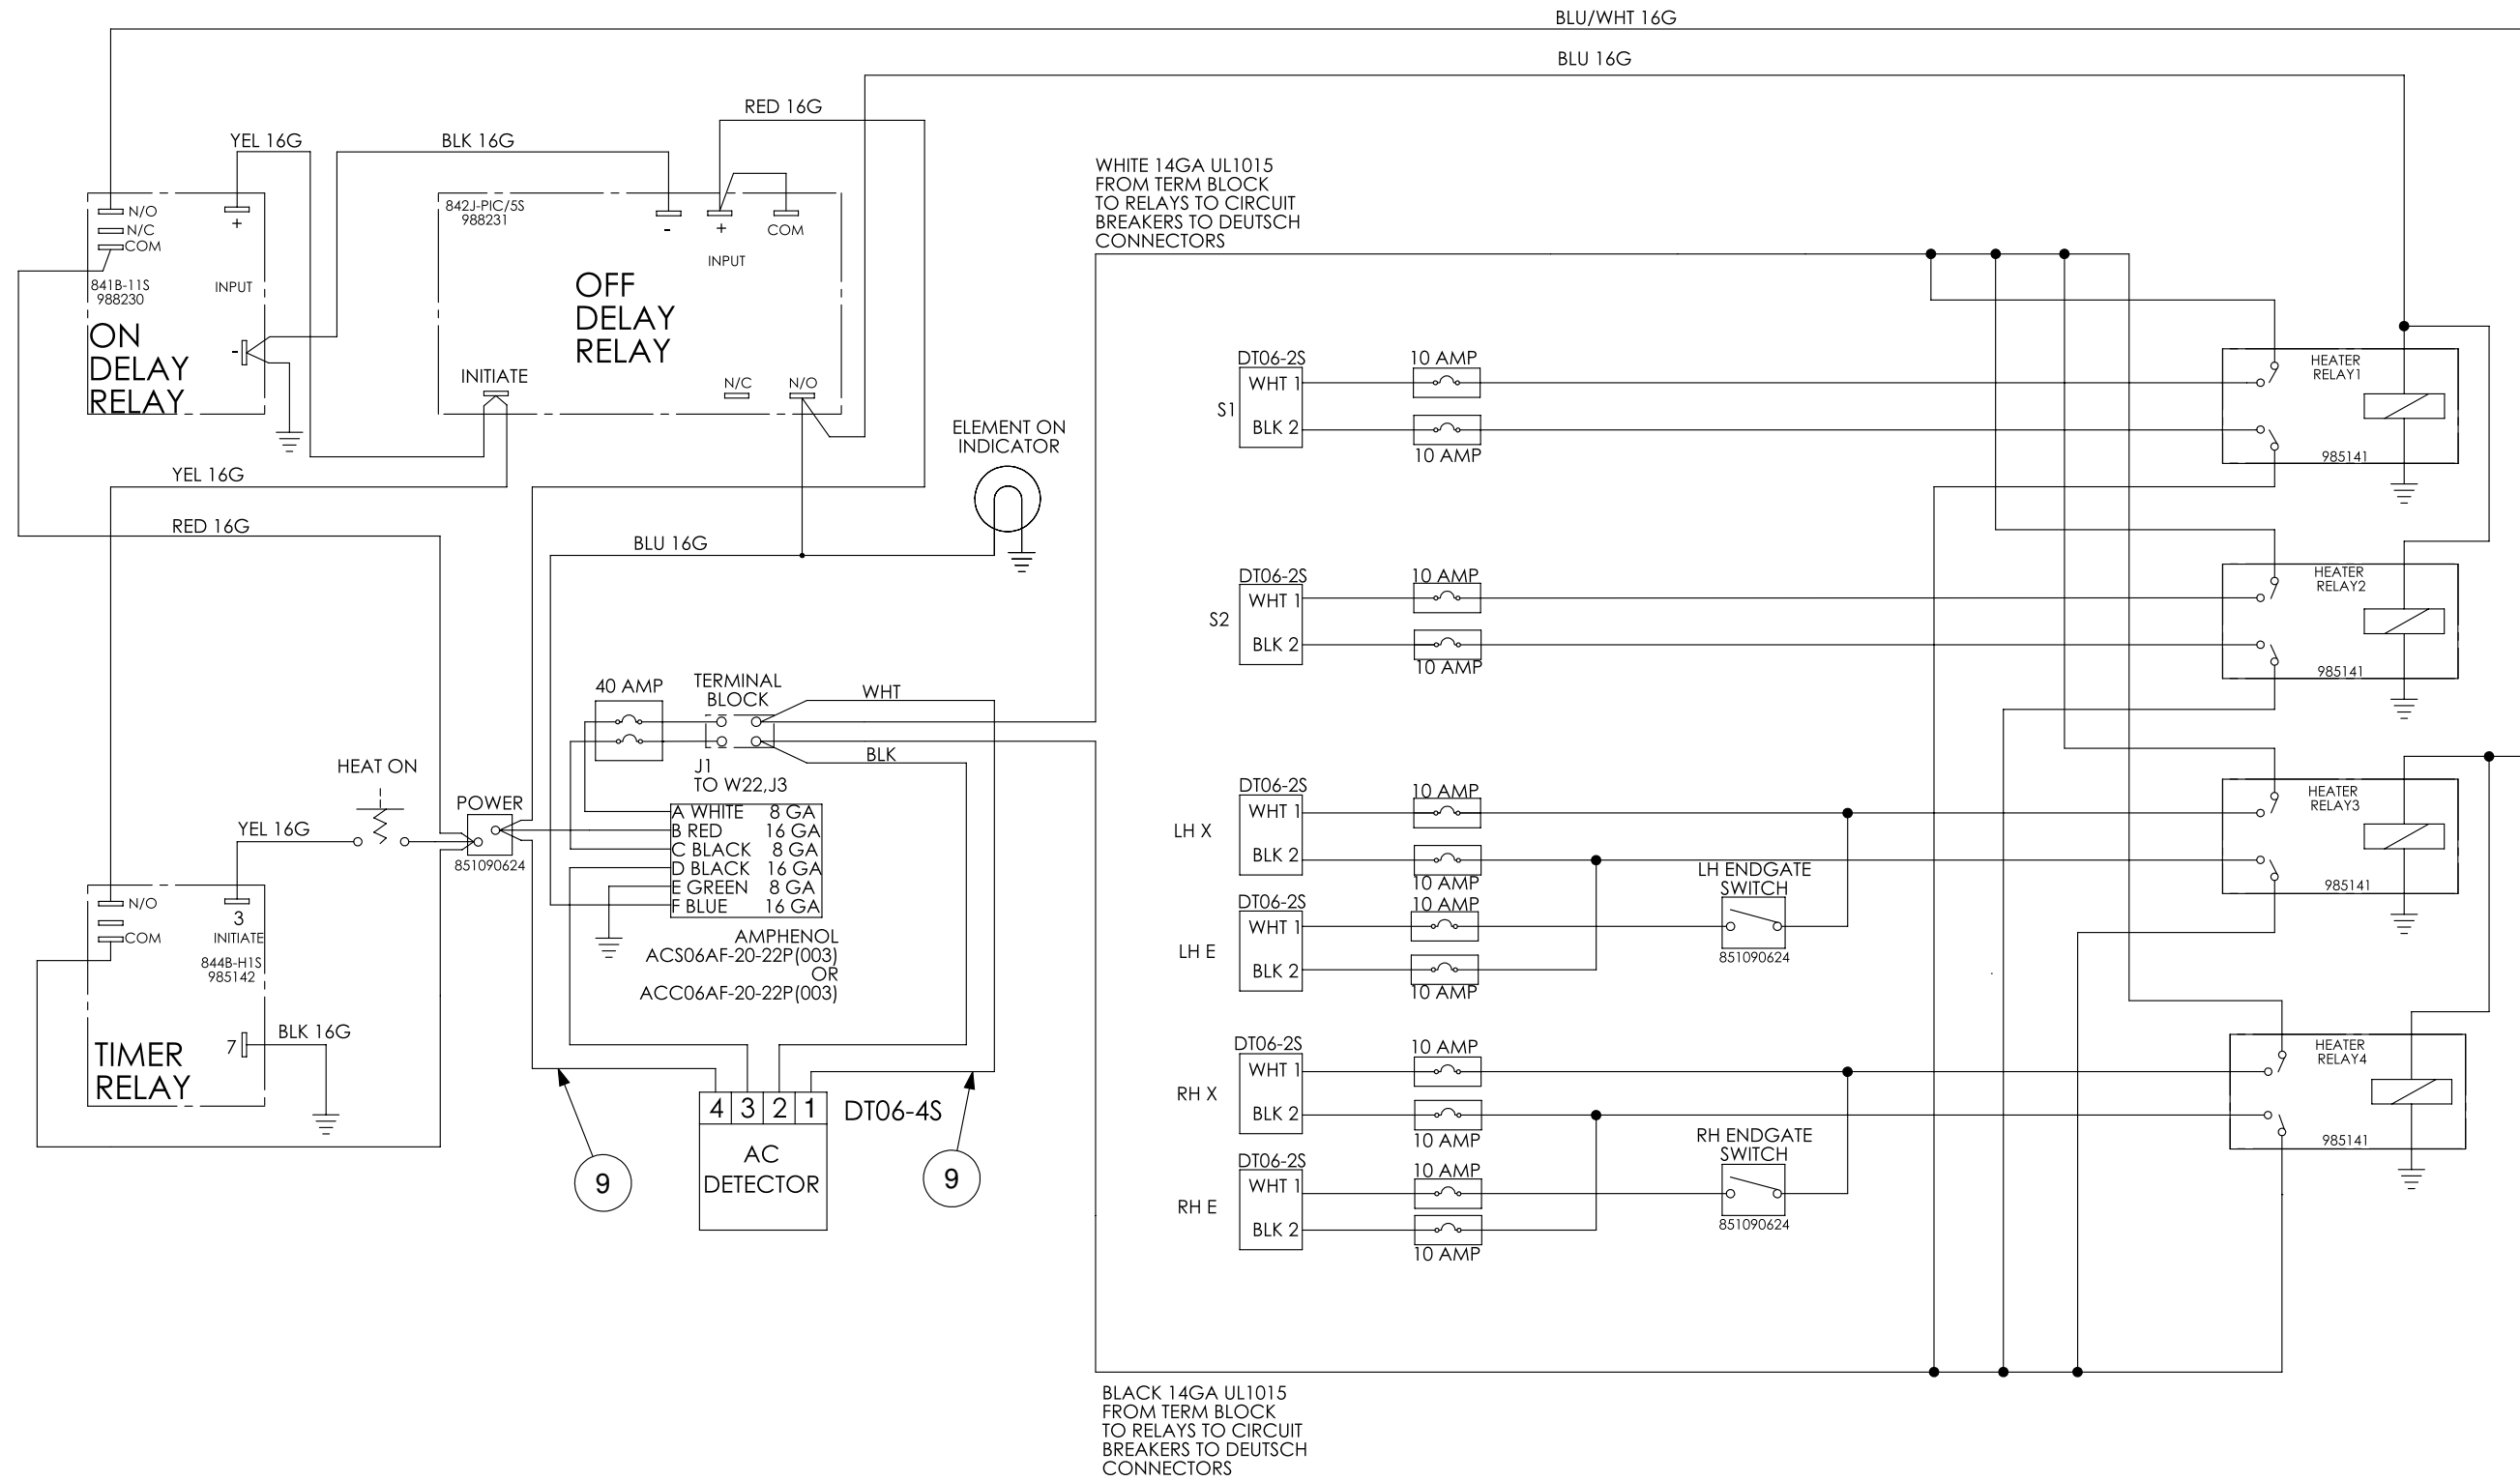 BLU/WHT 16G
BLU 16G
RED 16G
YEL 16G
BLK 16G
N/O
N/C
COM
+
841B-11S
988230
INPUT
ON
DELAY
RELAY
-
842J-PIC/5S
988231
-
+
COM
INPUT
OFF
DELAY
RELAY
INITIATE
N/C
N/O
YEL 16G
RED 16G
BLU 16G
ELEMENT ON
INDICATOR
WHITE 14GA UL1015
FROM TERM BLOCK
TO RELAYS TO CIRCUIT
BREAKERS TO DEUTSCH
CONNECTORS
40 AMP
TERMINAL
BLOCK
WHT
BLK
J1
TO W22,J3
HEAT ON
POWER
851090624
YEL 16G
A WHITE 8 GA
B RED 16 GA
C BLACK 8 GA
D BLACK 16 GA
E GREEN 8 GA
F BLUE 16 GA
AMPHENOL
ACS06AF-20-22P(003)
OR
ACC06AF-20-22P(003)
N/O
COM
3
INITIATE
844B-H1S
985142
7
BLK 16G
TIMER
RELAY
4 3 2 1
DT06-4S
AC
DETECTOR
9
9
DT06-2S
WHT 1
S1
BLK 2
10 AMP
10 AMP
HEATER
RELAY1
985141
DT06-2S
WHT 1
S2
BLK 2
10 AMP
10 AMP
HEATER
RELAY2
985141
DT06-2S
WHT 1
LH X
BLK 2
10 AMP
10 AMP
HEATER
RELAY3
985141
DT06-2S
WHT 1
LH E
BLK 2
10 AMP
10 AMP
LH ENDGATE
SWITCH
851090624
DT06-2S
WHT 1
RH X
BLK 2
10 AMP
10 AMP
HEATER
RELAY4
985141
DT06-2S
WHT 1
RH E
BLK 2
10 AMP
10 AMP
RH ENDGATE
SWITCH
851090624
BLACK 14GA UL1015
FROM TERM BLOCK
TO RELAYS TO CIRCUIT
BREAKERS TO DEUTSCH
CONNECTORS